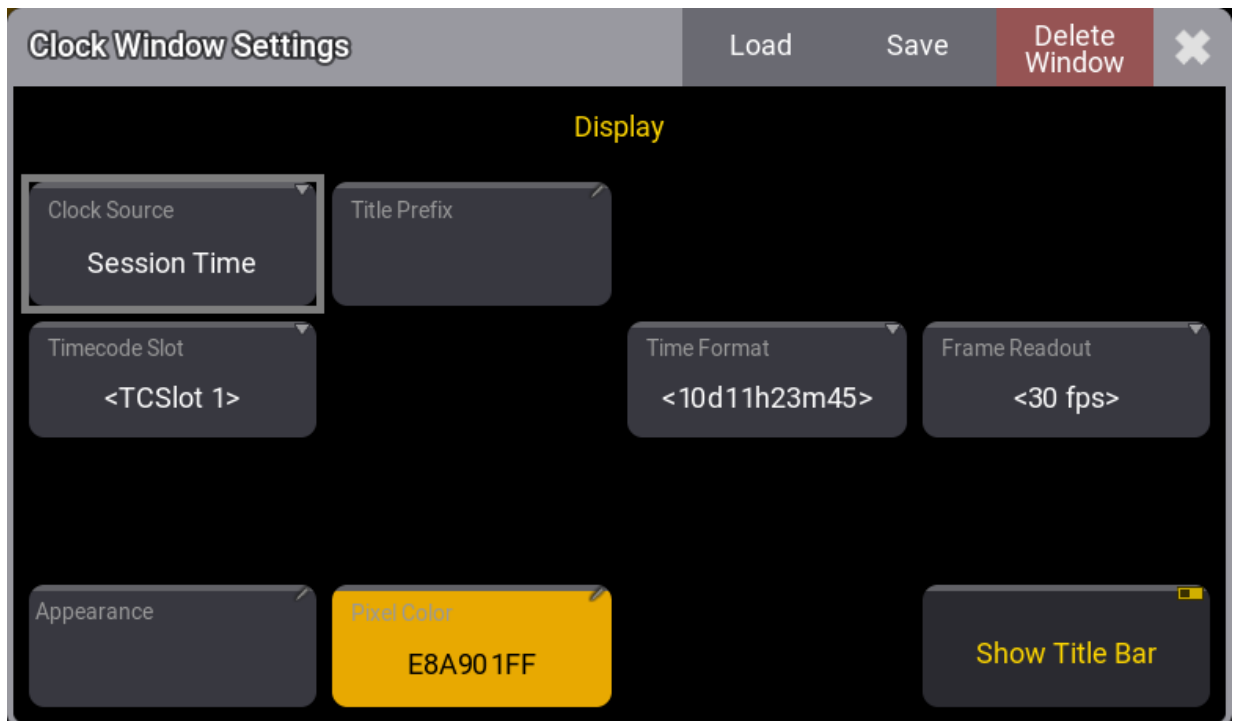 Clock Window Settings
Load
Save
Delete
Window
Display
Clock Source
Session Time
Title Prefix
Timecode Slot
<TCSlot 1>
Time Format
<10d11h23m45>
Frame Readout
<30 fps>
Appearance
Pixel Color
E8A901FF
Show Title Bar